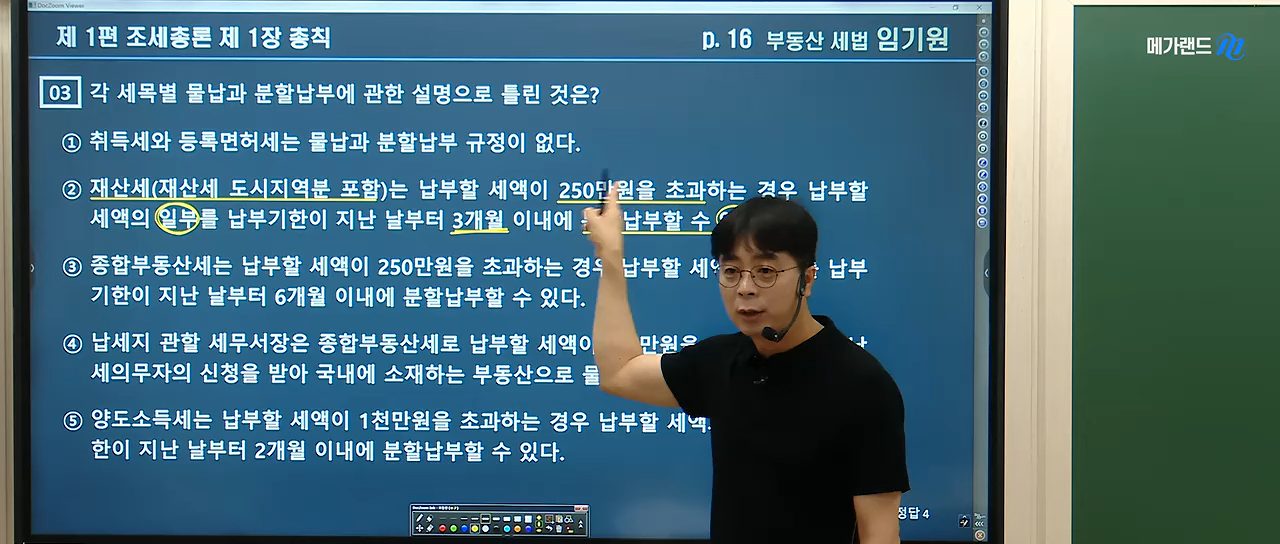 DocZoom Viewer
제 1편 조세총론 제 1장 총칙
p. 16 부동산 세법 임기원
메가랜드
03 각 세목별 물납과 분할납부에 관한 설명으로 틀린 것은?
① 취득세와 등록면허세는 물납과 분할납부 규정이 없다.
② 재산세(재산세 도시지역분 포함)는 납부할 세액이 250만원을 초과하는 경우 납부할
세액의 일부를 납부기한이 지난 날부터 3개월 이내에 납부할 수
③ 종합부동산세는 납부할 세액이 250만원을 초과하는 경우 납부할 납부
기한이 지난 날부터 6개월 이내에 분할납부할 수 있다.
④ 납세지 관할 세무서장은 종합부동산세로 납부할 세액이 만원을
세의무자의 신청을 받아 국내에 소재하는 부동산으로
⑤ 양도소득세는 납부할 세액이 1천만원을 초과하는 경우 납부할
한이 지난 날부터 2개월 이내에 분할납부할 수 있다.
정답 4